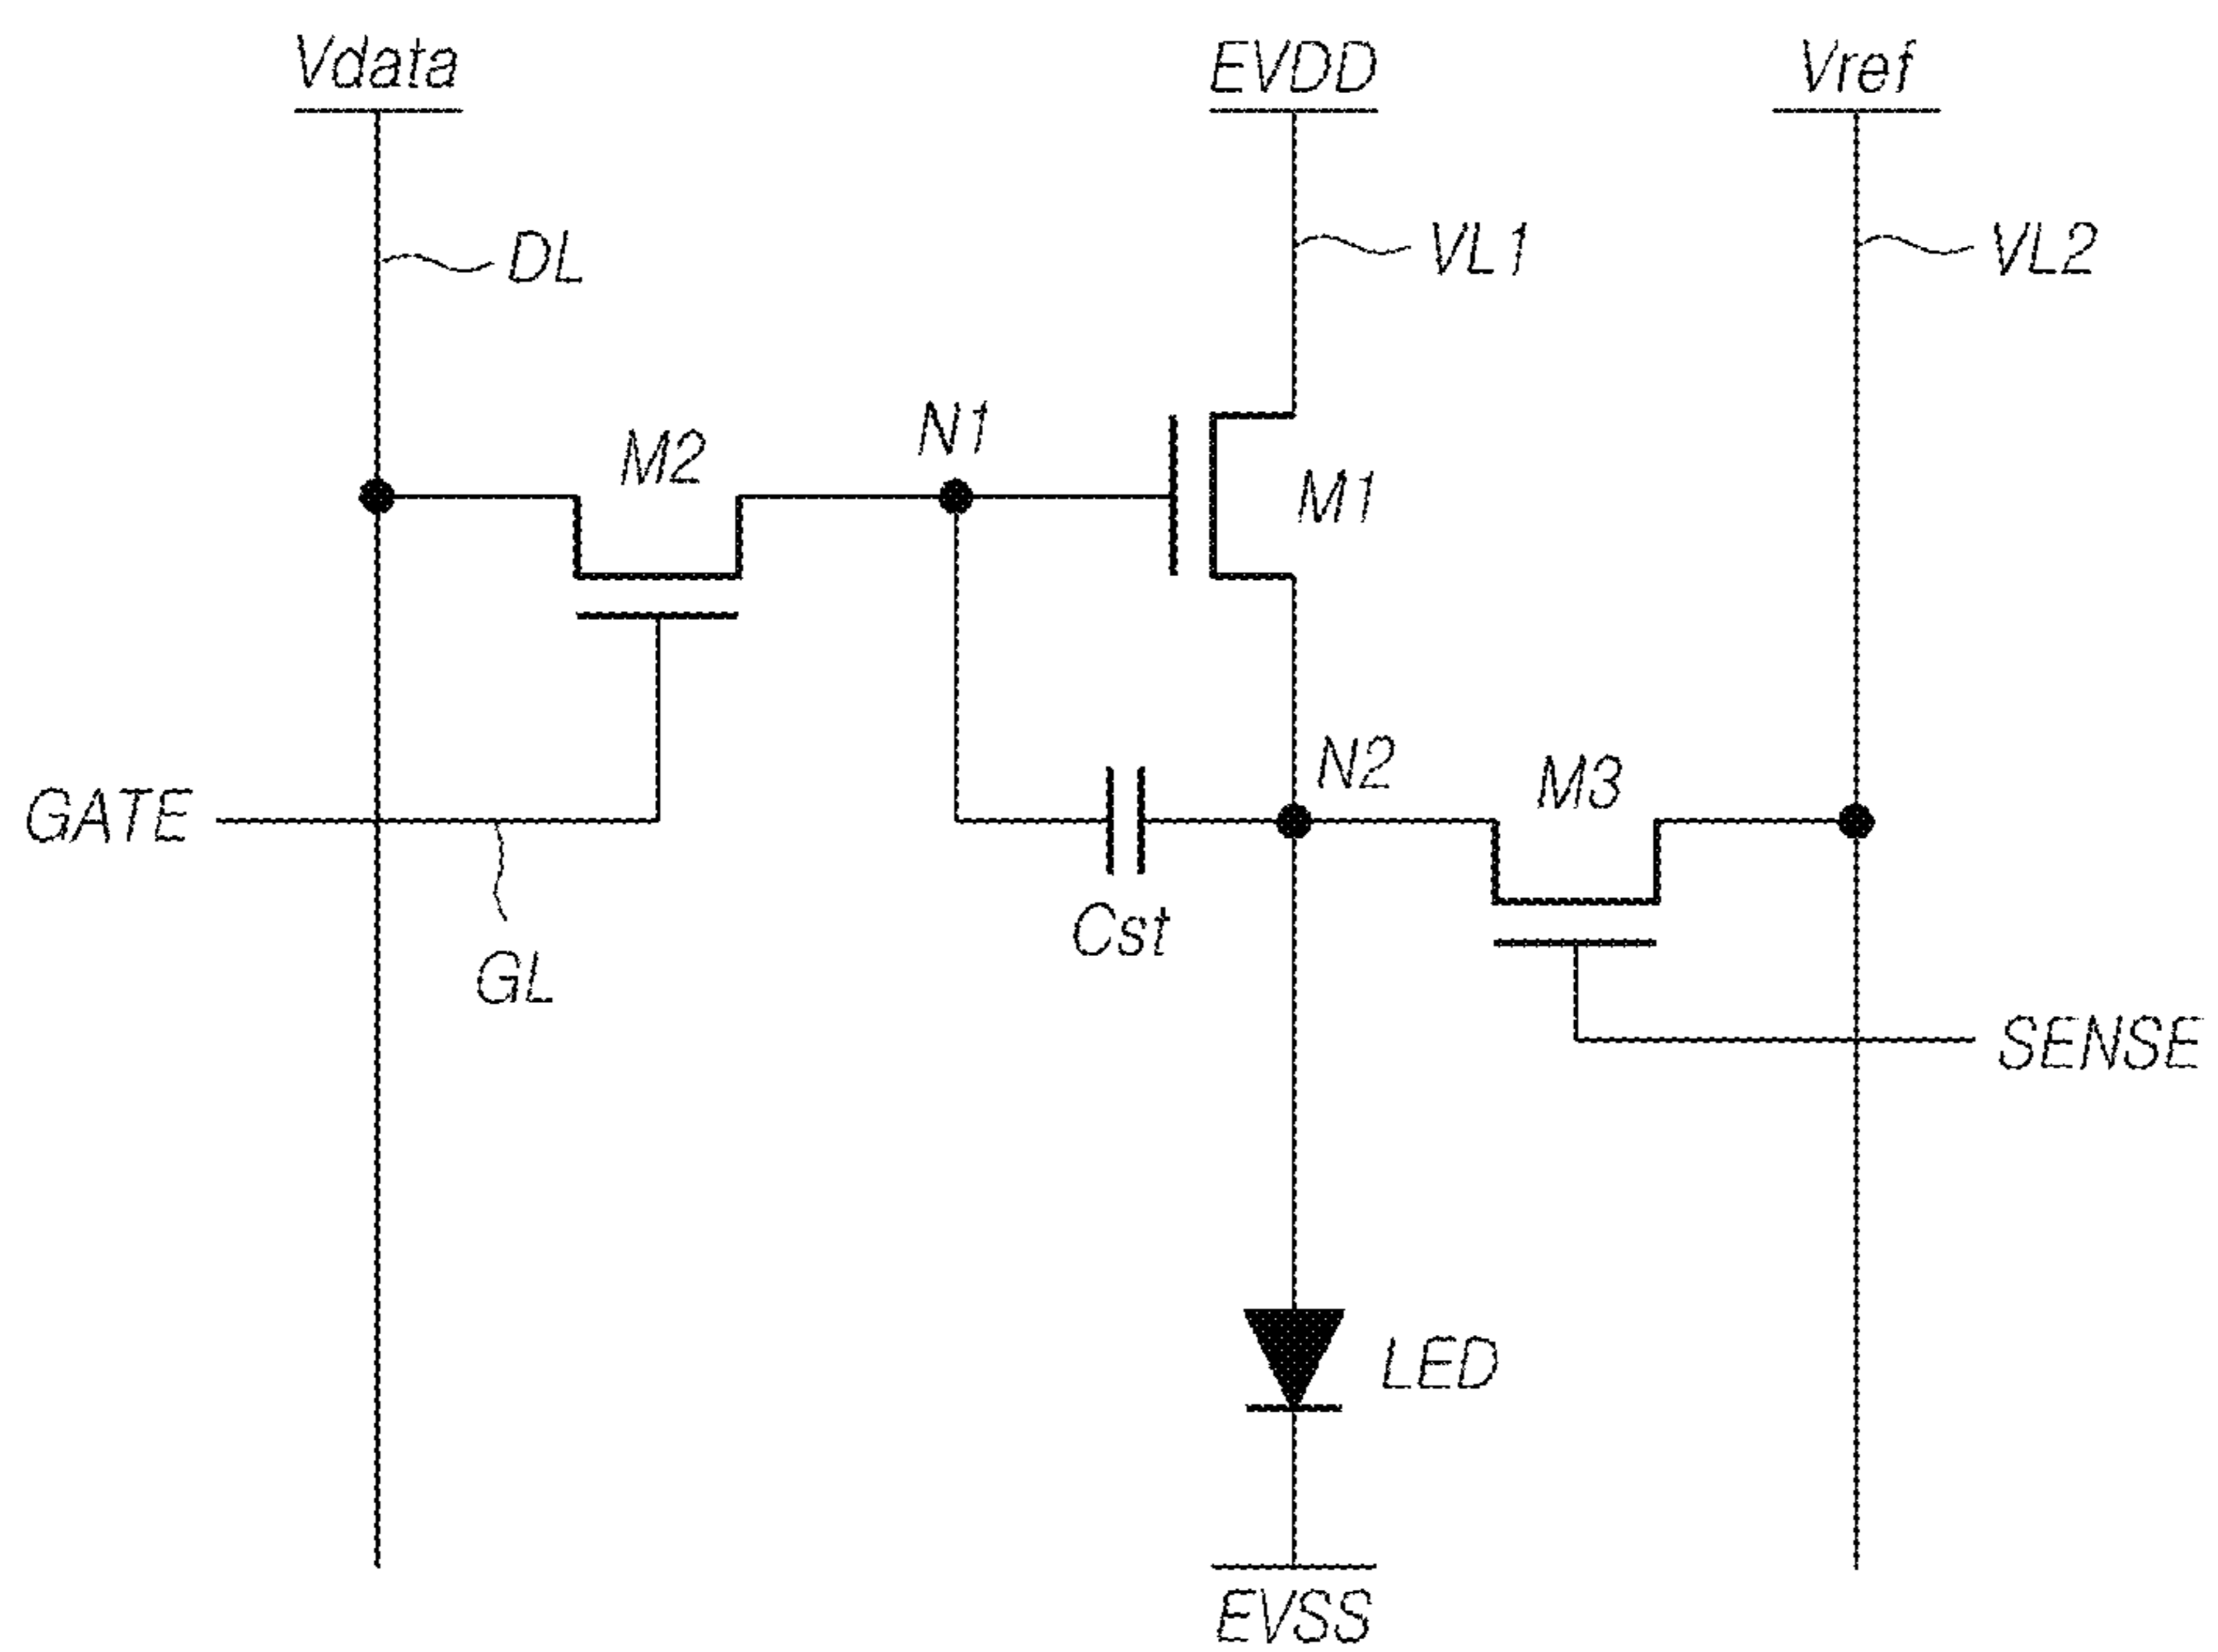 Vdata
EVDD
Vref
DL
VL1
VL2
N1
M2
M1
N2
M3
GATE
Cst
GL
SENSE
LED
EVSS